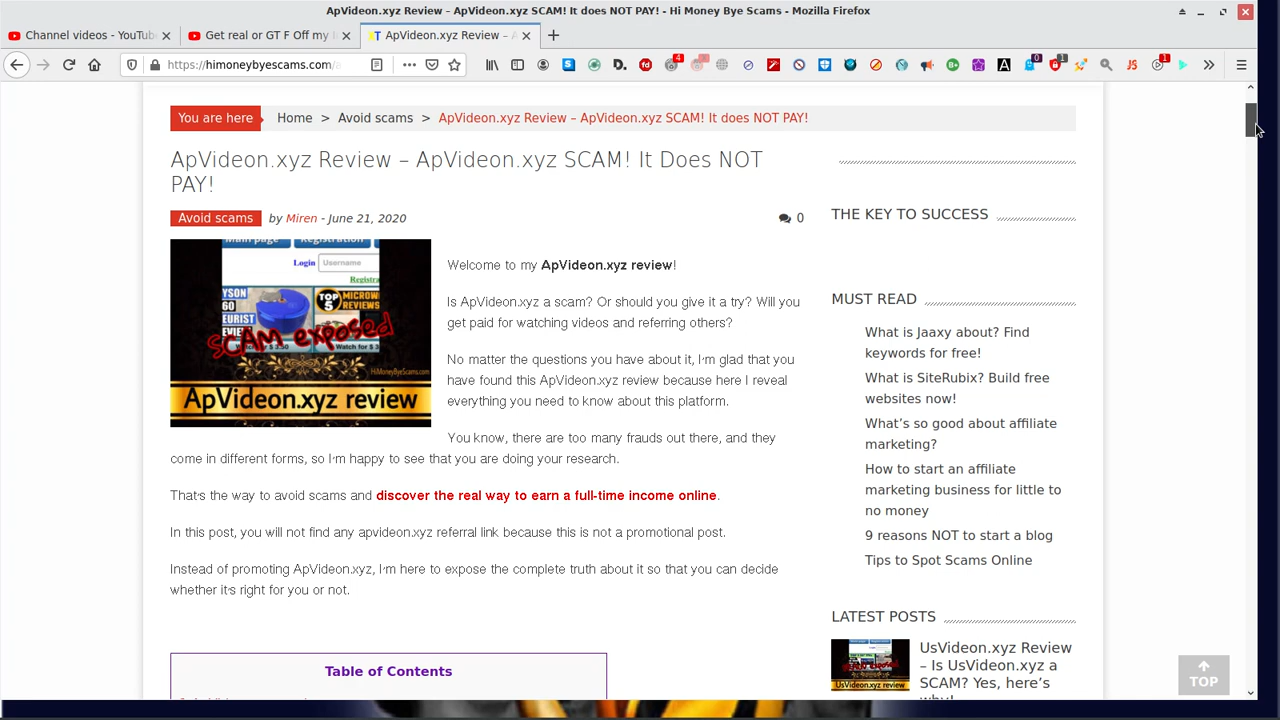 ApVideon.xyz Review – ApVideon.xyz SCAM! It does NOT PAY! - Hi Money Bye Scams - Mozilla Firefox
Channel videos - YouTube
Get real or GT F Off my l
ApVideon.xyz Review – A
https://himoneybyescams.com/a
You are here
Home > Avoid scams > ApVideon.xyz Review – ApVideon.xyz SCAM! It does NOT PAY!
ApVideon.xyz Review – ApVideon.xyz SCAM! It Does NOT
PAY!
Avoid scams by Miren - June 21, 2020
0
Main page Registration
Login Username
Registra
YSON
60
EURIST
EVIEW
TOP
5
MICROW
REVIEWS
Watch for $ 3.50
Watch for $
SCAM exposed
HiMoneyByeScams.com
ApVideon.xyz review
Welcome to my ApVideon.xyz review!
Is ApVideon.xyz a scam? Or should you give it a try? Will you
get paid for watching videos and referring others?
No matter the questions you have about it, I'm glad that you
have found this ApVideon.xyz review because here I reveal
everything you need to know about this platform.
You know, there are too many frauds out there, and they
come in different forms, so I'm happy to see that you are doing your research.
That's the way to avoid scams and discover the real way to earn a full-time income online.
In this post, you will not find any apvideon.xyz referral link because this is not a promotional post.
Instead of promoting ApVideon.xyz, I'm here to expose the complete truth about it so that you can decide
whether it's right for you or not.
Table of Contents
THE KEY TO SUCCESS
MUST READ
What is Jaaxy about? Find
keywords for free!
What is SiteRubix? Build free
websites now!
What's so good about affiliate
marketing?
How to start an affiliate
marketing business for little to
no money
9 reasons NOT to start a blog
Tips to Spot Scams Online
LATEST POSTS
UsVideon.xyz review
UsVideon.xyz Review
– Is UsVideon.xyz a
SCAM? Yes, here's
why!
TOP